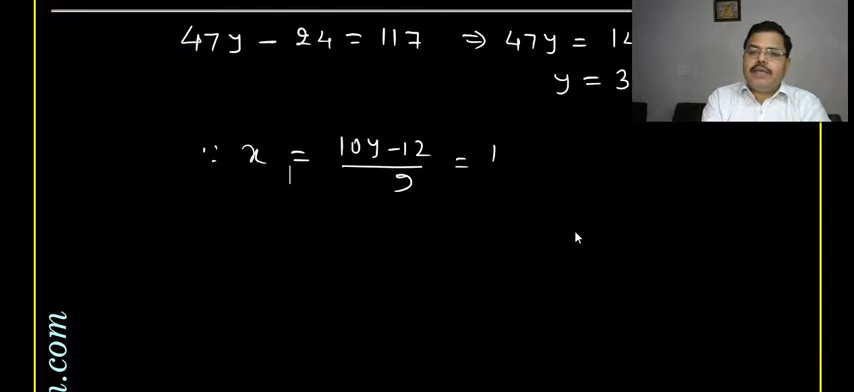 47y - 24 = 117 ⇒ 47y = 14
y = 3
∵ x = (10y - 12)/9 = 1
n.com